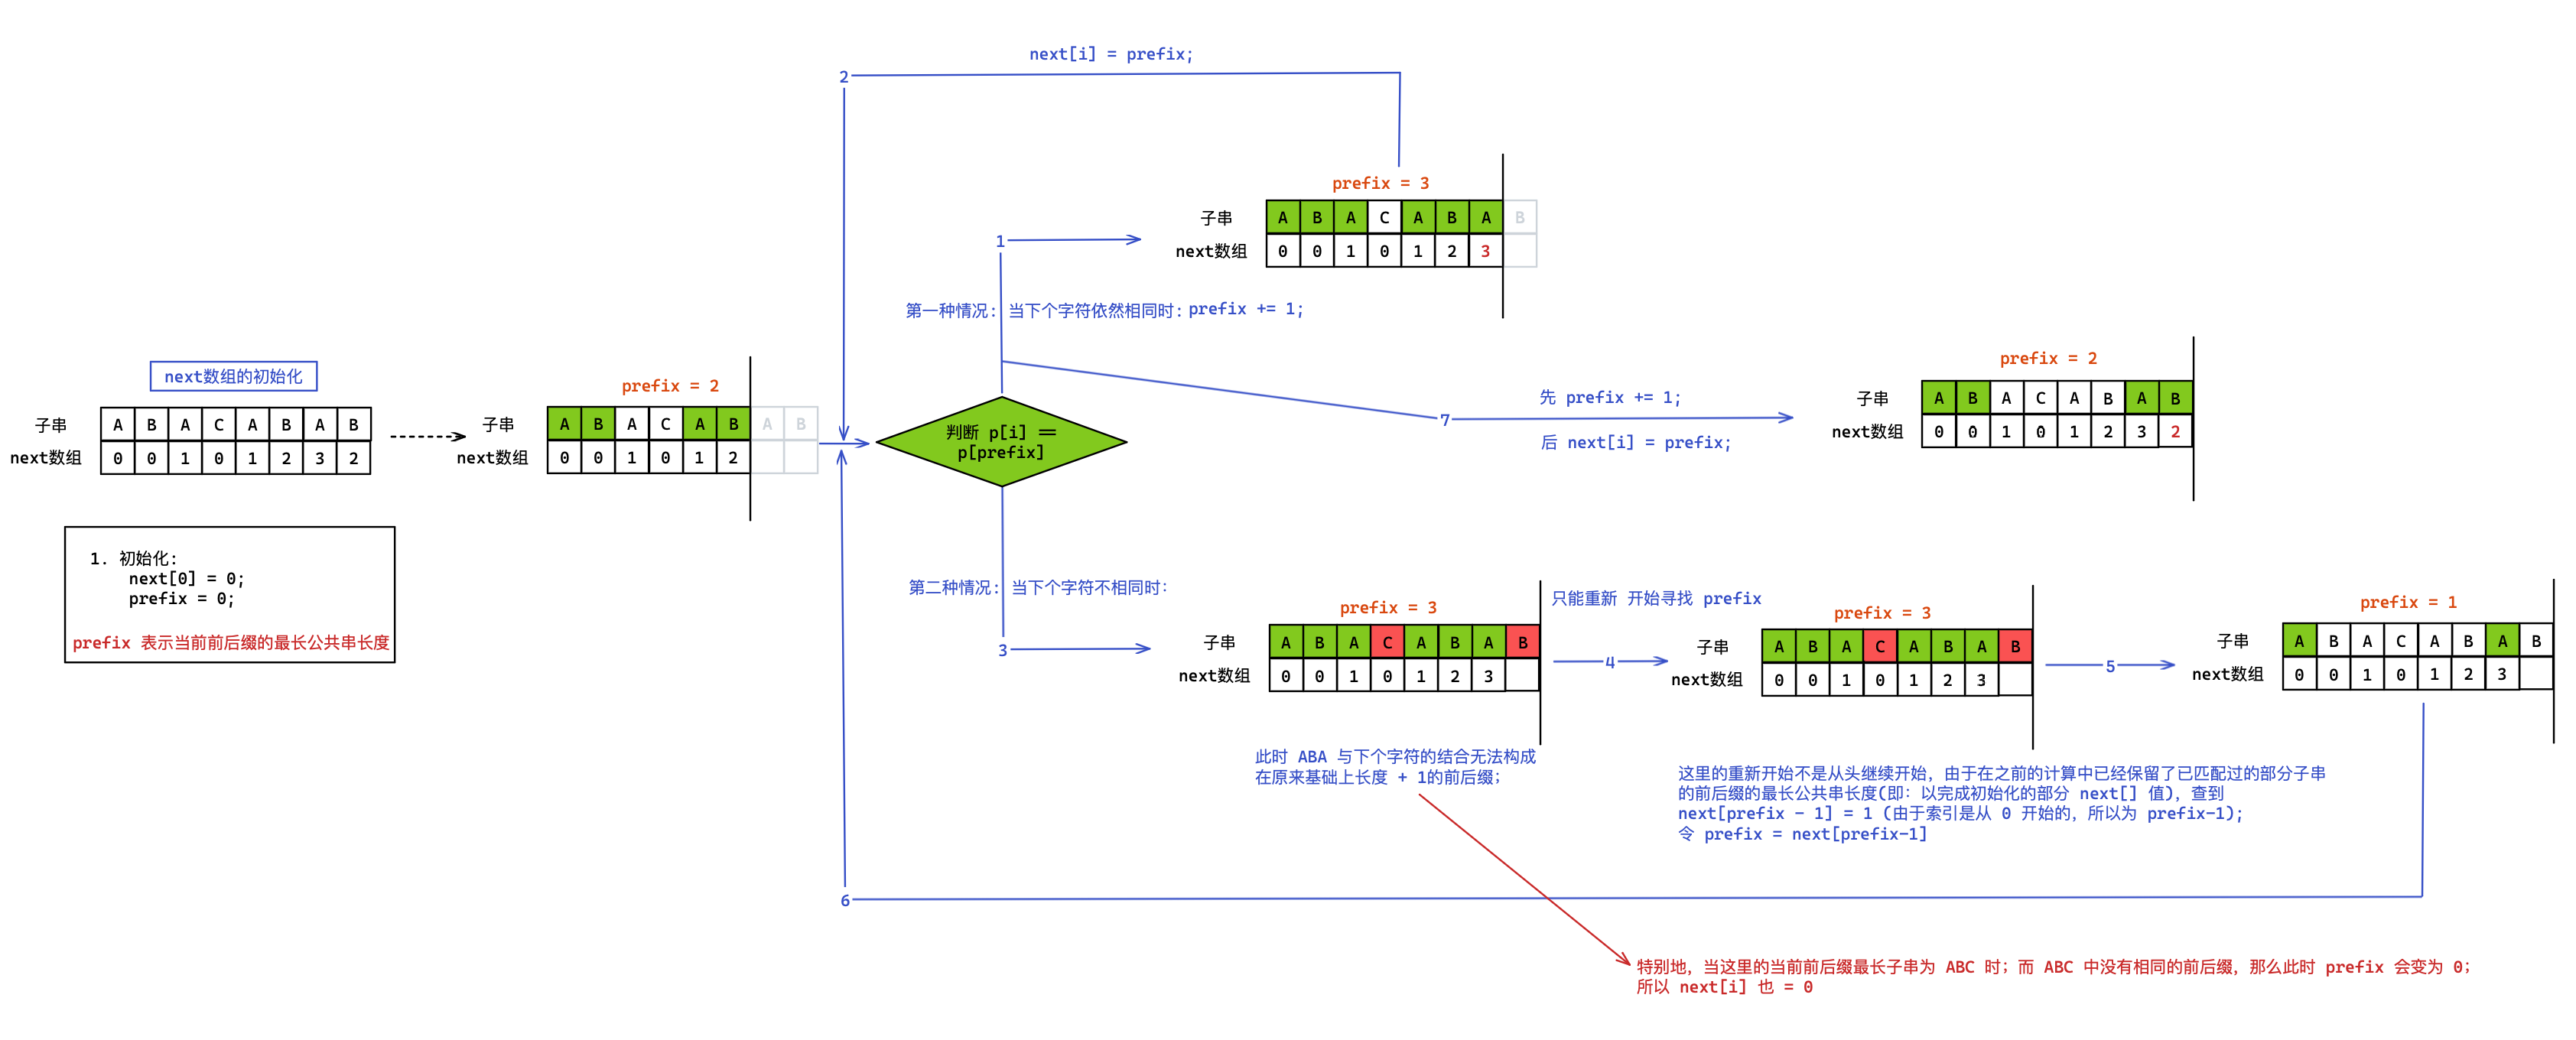 next[i] = prefix;
2
prefix = 3
子串 A B A C A B A B
next数组 0 0 1 0 1 2 3
1
第一种情况: 当下个字符依然相同时: prefix += 1;
next数组的初始化
子串 A B A C A B A B
next数组 0 0 1 0 1 2 3 2
prefix = 2
子串 A B A C A B A B
next数组 0 0 1 0 1 2
判断 p[i] ==
p[prefix]
7
先 prefix += 1;
后 next[i] = prefix;
prefix = 2
子串 A B A C A B A B
next数组 0 0 1 0 1 2 3 2
1. 初始化:
next[0] = 0;
prefix = 0;
prefix 表示当前前后缀的最长公共串长度
第二种情况: 当下个字符不相同时:
3
prefix = 3
子串 A B A C A B A B
next数组 0 0 1 0 1 2 3
此时 ABA 与下个字符的结合无法构成
在原来基础上长度 + 1的前后缀;
只能重新 开始寻找 prefix
4
prefix = 3
子串 A B A C A B A B
next数组 0 0 1 0 1 2 3
这里的重新开始不是从头继续开始, 由于在之前的计算中已经保留了已匹配过的部分子串
的前后缀的最长公共串长度(即: 以完成初始化的部分 next[] 值), 查到
next[prefix - 1] = 1 (由于索引是从 0 开始的, 所以为 prefix-1);
令 prefix = next[prefix-1]
5
prefix = 1
子串 A B A C A B A B
next数组 0 0 1 0 1 2 3
6
特别地, 当这里的当前前后缀最长子串为 ABC 时; 而 ABC 中没有相同的前后缀, 那么此时 prefix 会变为 0;
所以 next[i] 也 = 0